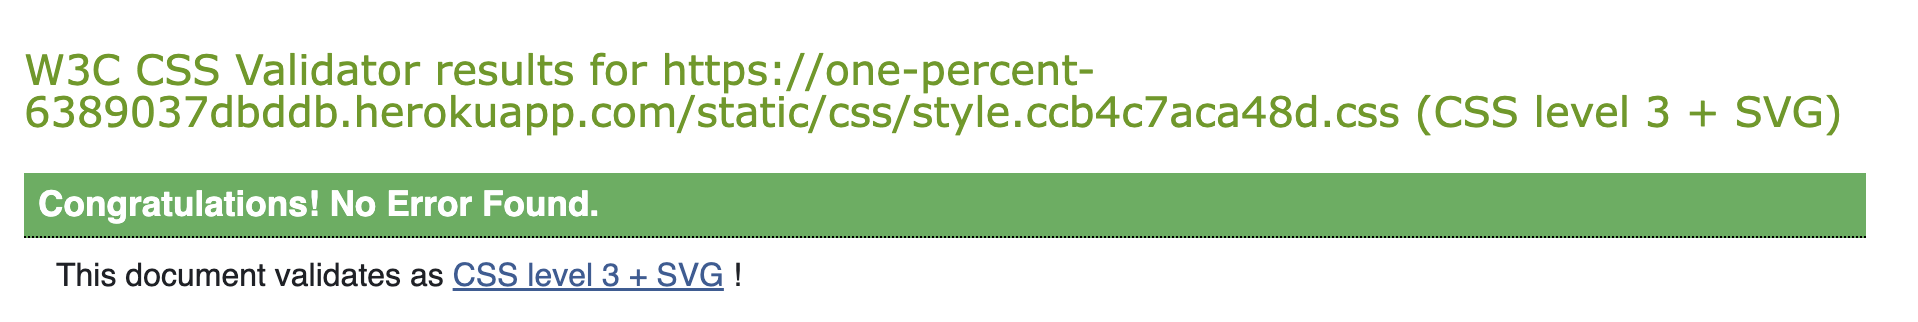 W3C CSS Validator results for https://one-percent-
6389037dbddb.herokuapp.com/static/css/style.ccb4c7aca48d.css (CSS level 3 + SVG)
Congratulations! No Error Found.
This document validates as CSS level 3 + SVG !